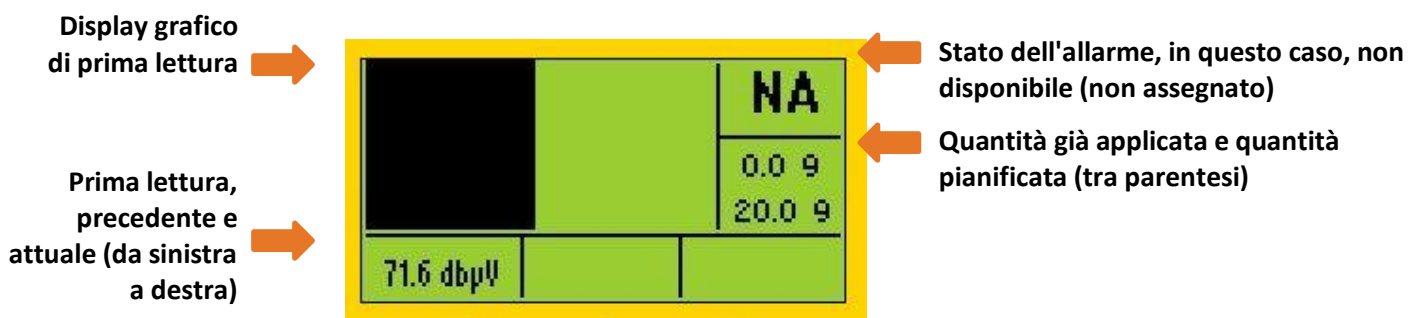 Display grafico
di prima lettura
Prima lettura,
precedente e
attuale (da sinistra
a destra)
NA
0.0 9
20.0 9
71.6 dbµV
Stato dell'allarme, in questo caso, non
disponibile (non assegnato)
Quantità già applicata e quantità
pianificata (tra parentesi)